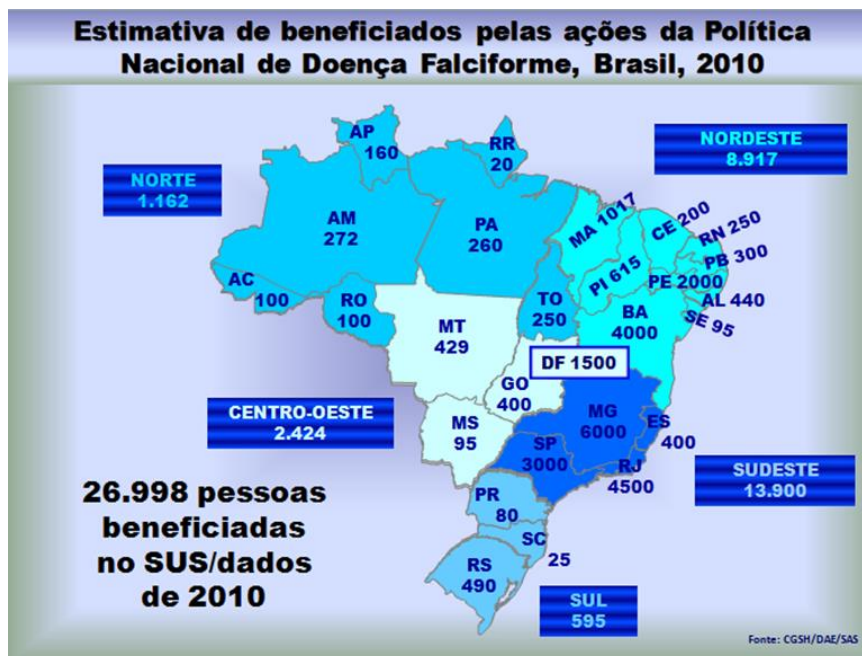 Estimativa de beneficiados pelas ações da Política
Nacional de Doença Falciforme, Brasil, 2010
AP
160
RR
20
NORDESTE
8.917
NORTE
1.162
AM
272
PA
260
MA 1017
CE 200
RN 250
PB 300
PI 615
PE 2000
AL 440
SE 95
AC
100
RO
100
TO
250
BA
4000
MT
429
DF 1500
GO
400
CENTRO-OESTE
2.424
MS
95
MG
6000
ES
400
SP
3000
RJ
4500
SUDESTE
13.900
26.998 pessoas
beneficiadas
no SUS/dados
de 2010
PR
80
SC
25
RS
490
SUL
595
Fonte: CGSH/DAE/SAS